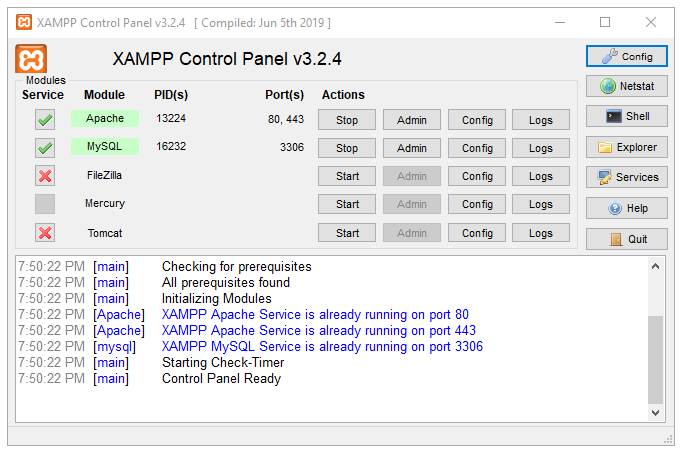 XAMPP Control Panel v3.2.4 [ Compiled: Jun 5th 2019 ]
XAMPP Control Panel v3.2.4
Config
Modules
Service Module PID(s) Port(s) Actions
Netstat
Apache 13224 80, 443 Stop Admin Config Logs
Shell
MySQL 16232 3306 Stop Admin Config Logs
Explorer
FileZilla Start Admin Config Logs
Services
Mercury Start Admin Config Logs
Help
Tomcat Start Admin Config Logs
Quit
7:50:22 PM [main] Checking for prerequisites
7:50:22 PM [main] All prerequisites found
7:50:22 PM [main] Initializing Modules
7:50:22 PM [Apache] XAMPP Apache Service is already running on port 80
7:50:22 PM [Apache] XAMPP Apache Service is already running on port 443
7:50:22 PM [mysql] XAMPP MySQL Service is already running on port 3306
7:50:22 PM [main] Starting Check-Timer
7:50:22 PM [main] Control Panel Ready